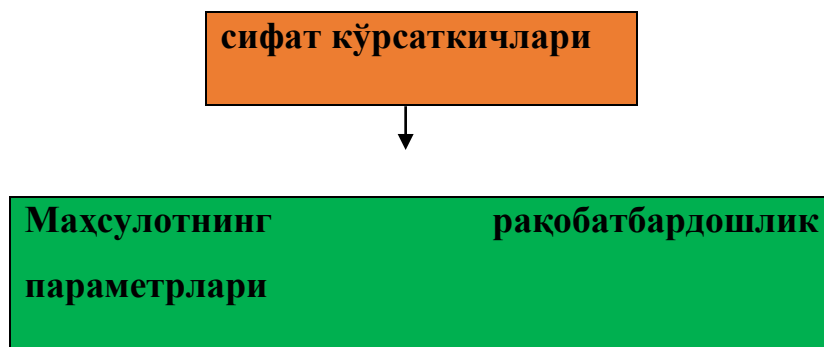 сифат кўрсаткичлари
Маҳсулотнинг рақобатбардошлик
параметрлари